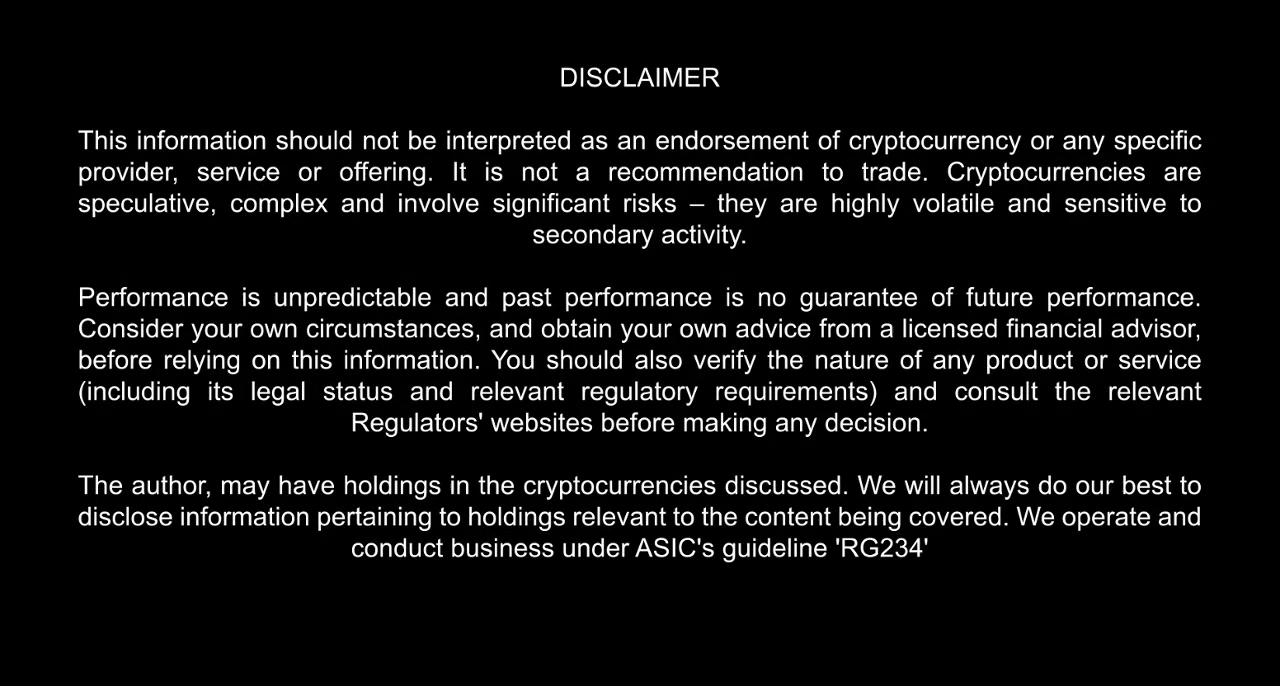 DISCLAIMER
This information should not be interpreted as an endorsement of cryptocurrency or any specific
provider, service or offering. It is not a recommendation to trade. Cryptocurrencies are
speculative, complex and involve significant risks – they are highly volatile and sensitive to
secondary activity.
Performance is unpredictable and past performance is no guarantee of future performance.
Consider your own circumstances, and obtain your own advice from a licensed financial advisor,
before relying on this information. You should also verify the nature of any product or service
(including its legal status and relevant regulatory requirements) and consult the relevant
Regulators' websites before making any decision.
The author, may have holdings in the cryptocurrencies discussed. We will always do our best to
disclose information pertaining to holdings relevant to the content being covered. We operate and
conduct business under ASIC's guideline 'RG234'